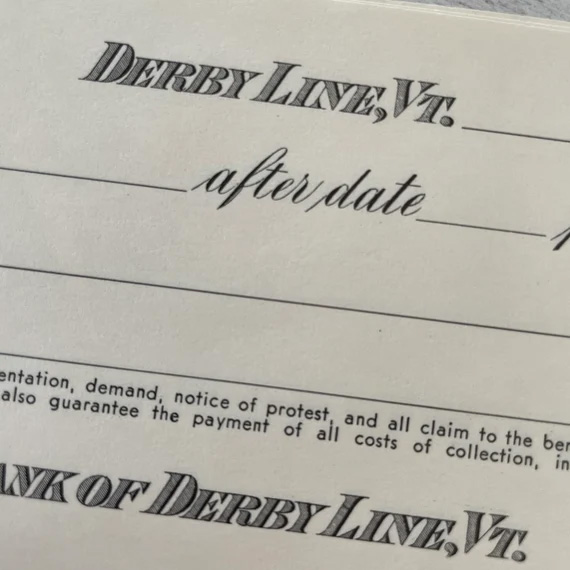 DERBY LINE, VT.
after date
entation, demand, notice of protest, and all claim to the ben
also guarantee the payment of all costs of collection, in
ANK OF DERBY LINE, VT.